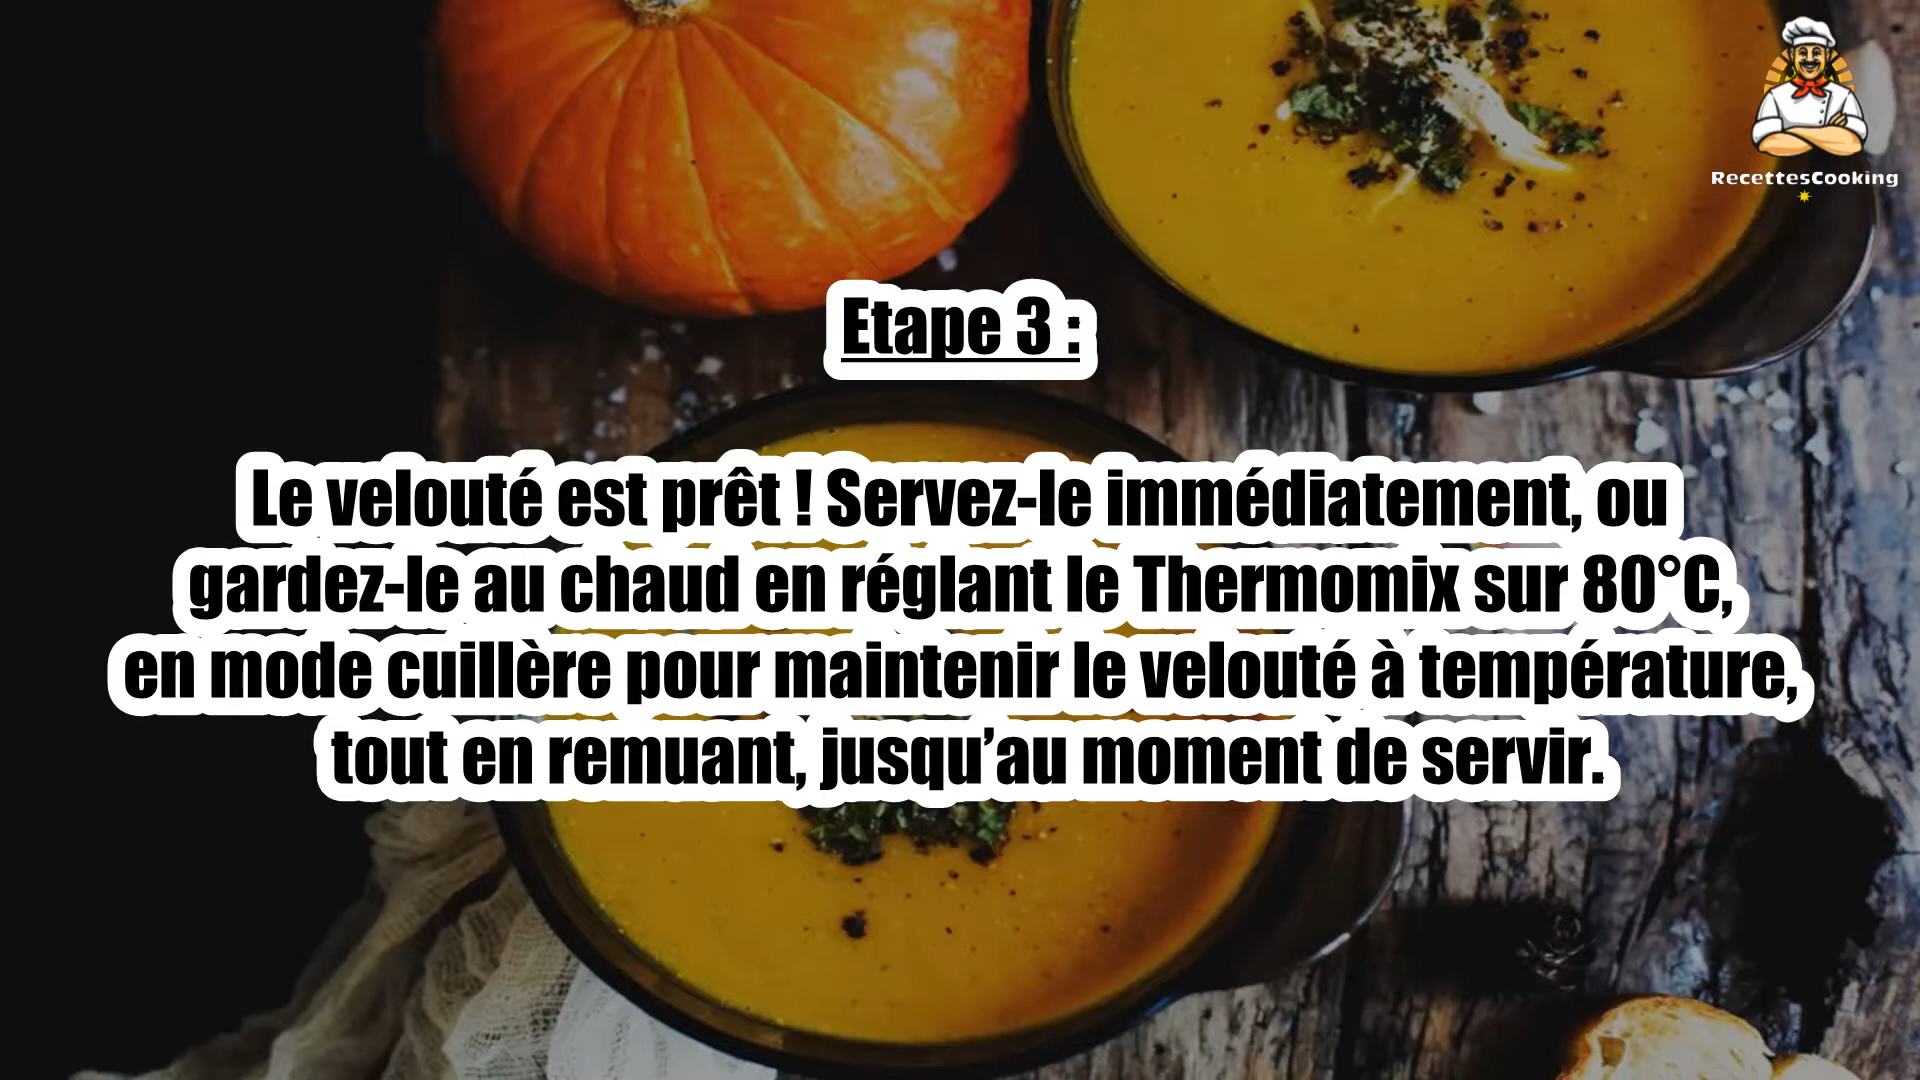 RecettesCooking
Etape 3 :
Le velouté est prêt ! Servez-le immédiatement, ou
gardez-le au chaud en réglant le Thermomix sur 80°C,
en mode cuillère pour maintenir le velouté à température,
tout en remuant, jusqu’au moment de servir.